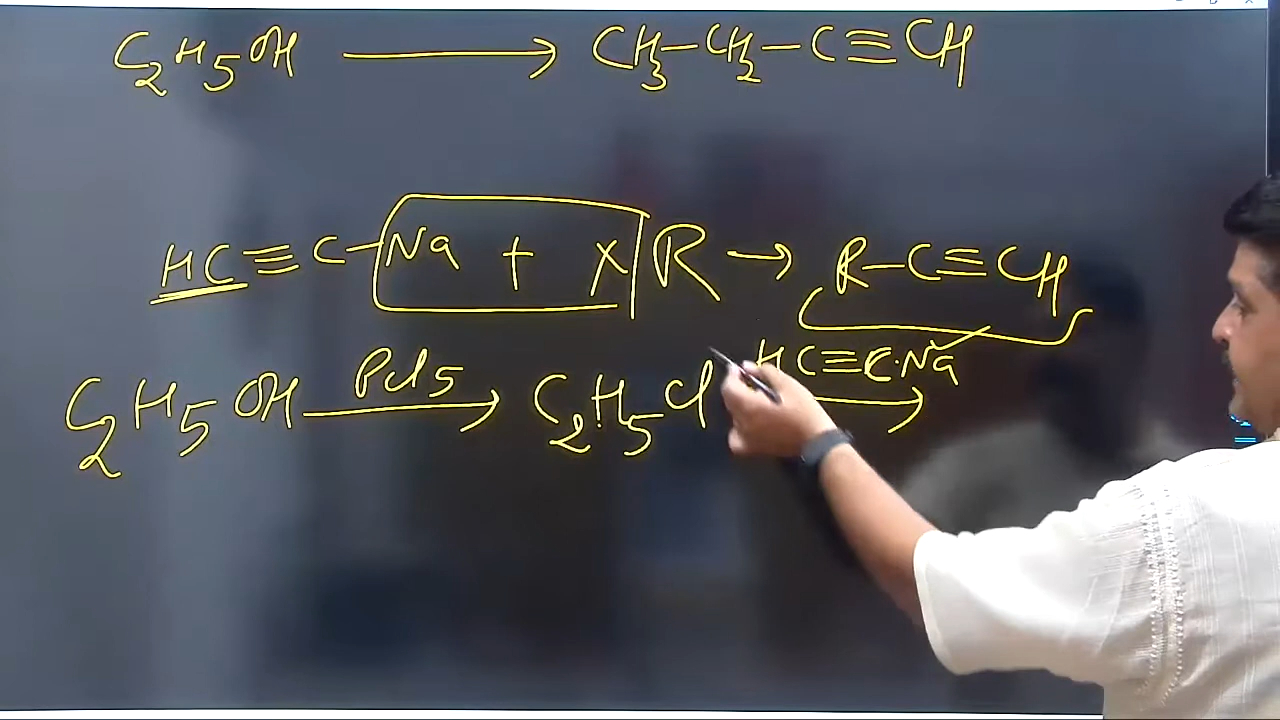 C₂H₅OH ⟶ CH₃–CH₂–C≡CH
HC≡C–Na + X R → R–C≡CH
HC≡C·Na
C₂H₅OH PCl5 ⟶ C₂H₅Cl ⟶